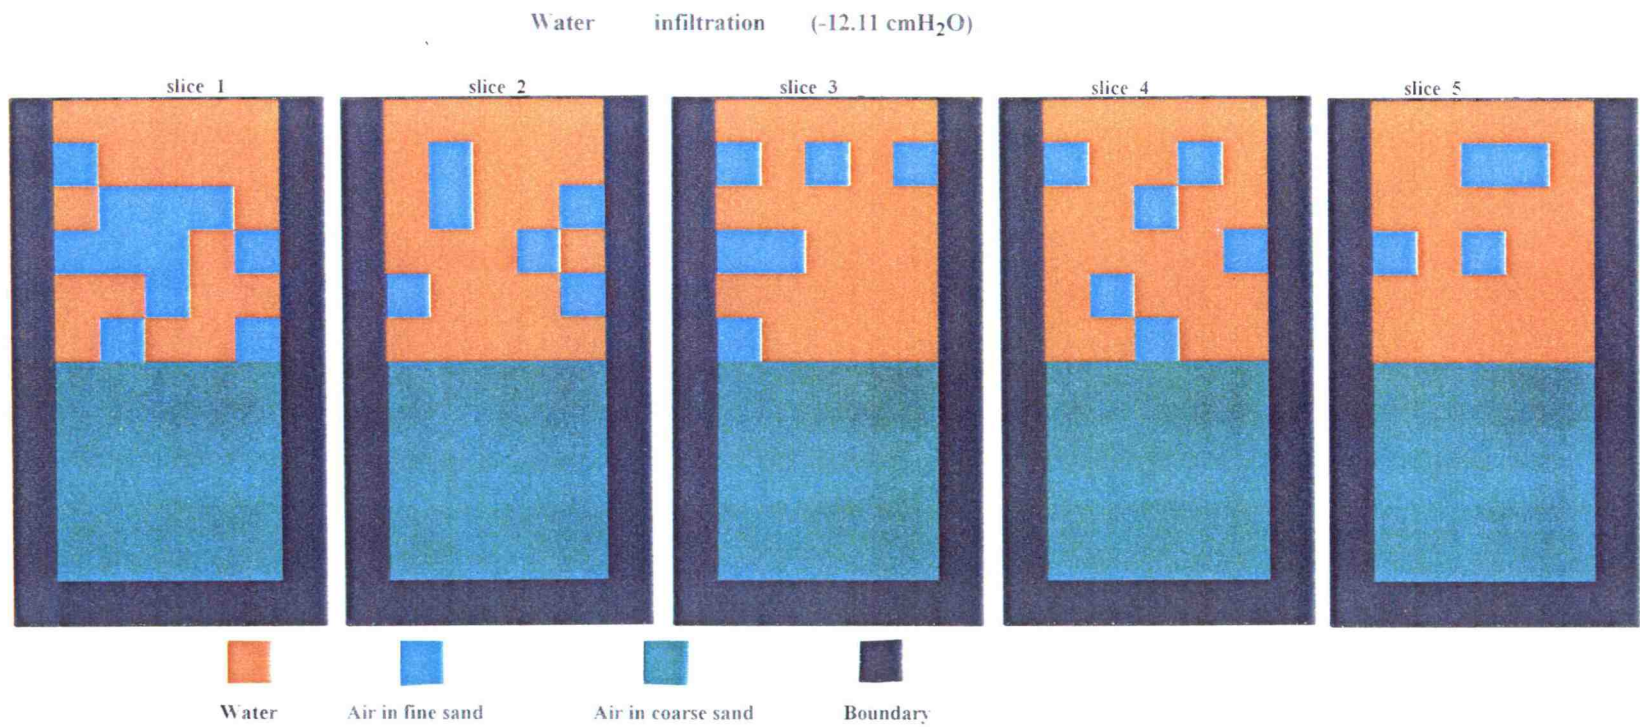 Water infiltration (-12.11 cmH₂O)
slice 1 slice 2 slice 3 slice 4 slice 5
Water Air in fine sand Air in coarse sand Boundary